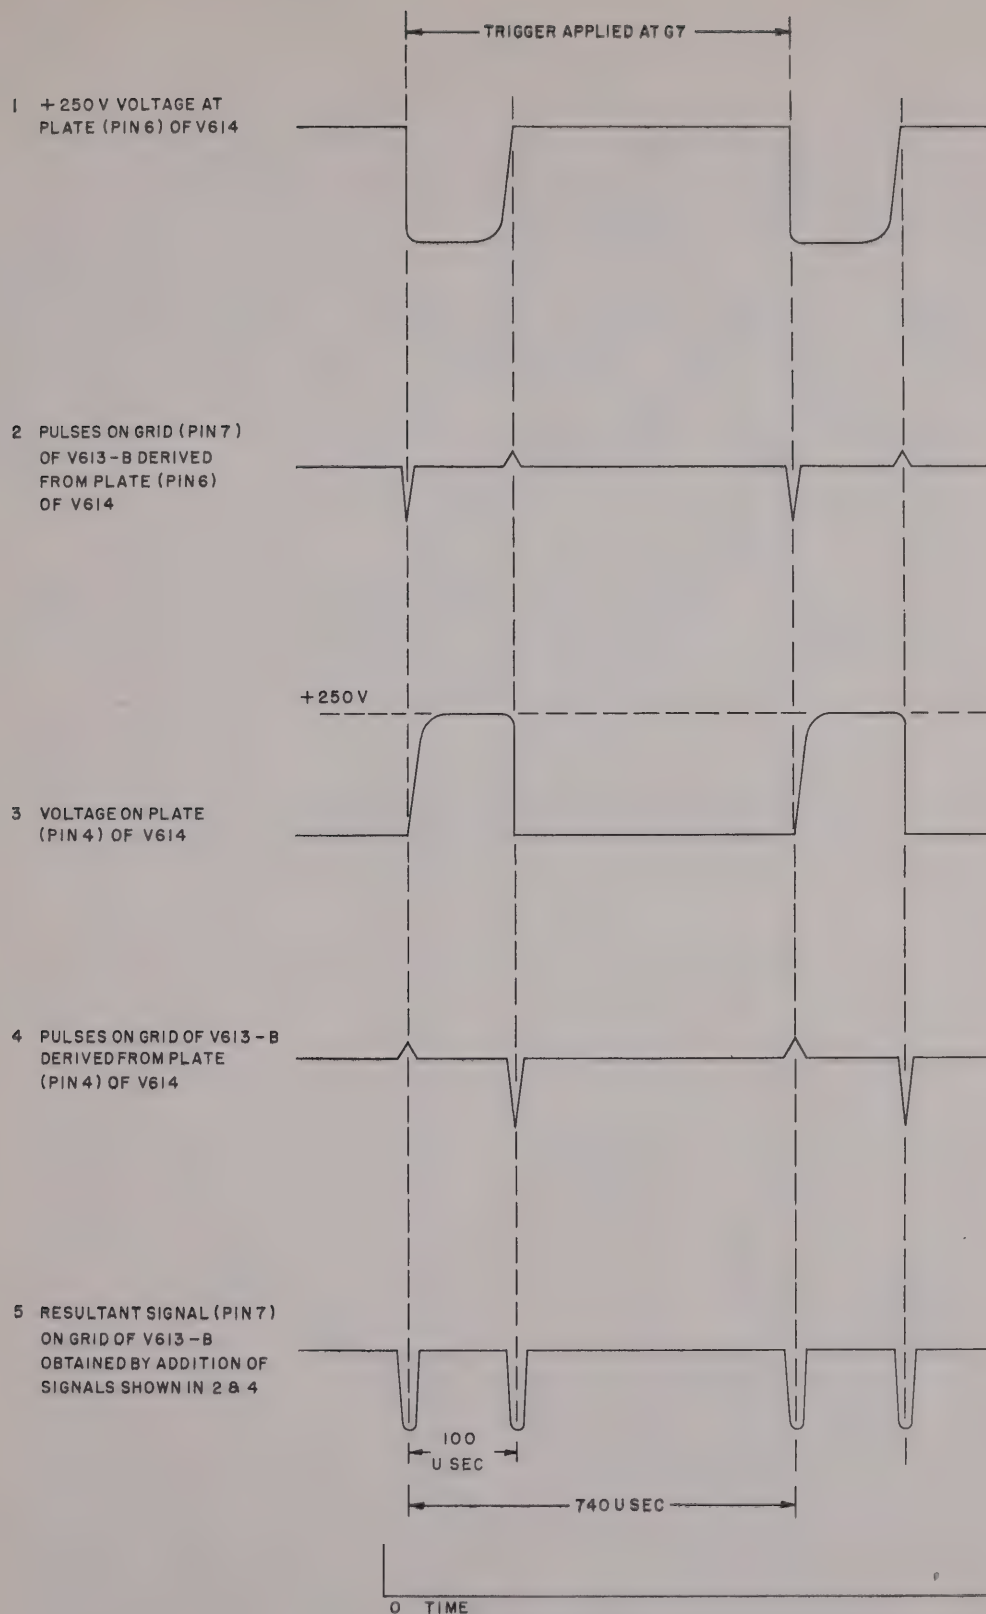 TRIGGER APPLIED AT G7
1 +250V VOLTAGE AT
PLATE (PIN 6) OF V614
2 PULSES ON GRID (PIN 7)
OF V613-B DERIVED
FROM PLATE (PIN 6)
OF V614
+250V
3 VOLTAGE ON PLATE
(PIN 4) OF V614
4 PULSES ON GRID OF V613-B
DERIVED FROM PLATE
(PIN 4) OF V614
5 RESULTANT SIGNAL (PIN 7)
ON GRID OF V613-B
OBTAINED BY ADDITION OF
SIGNALS SHOWN IN 2 & 4
100
U SEC
740 U SEC
0 TIME